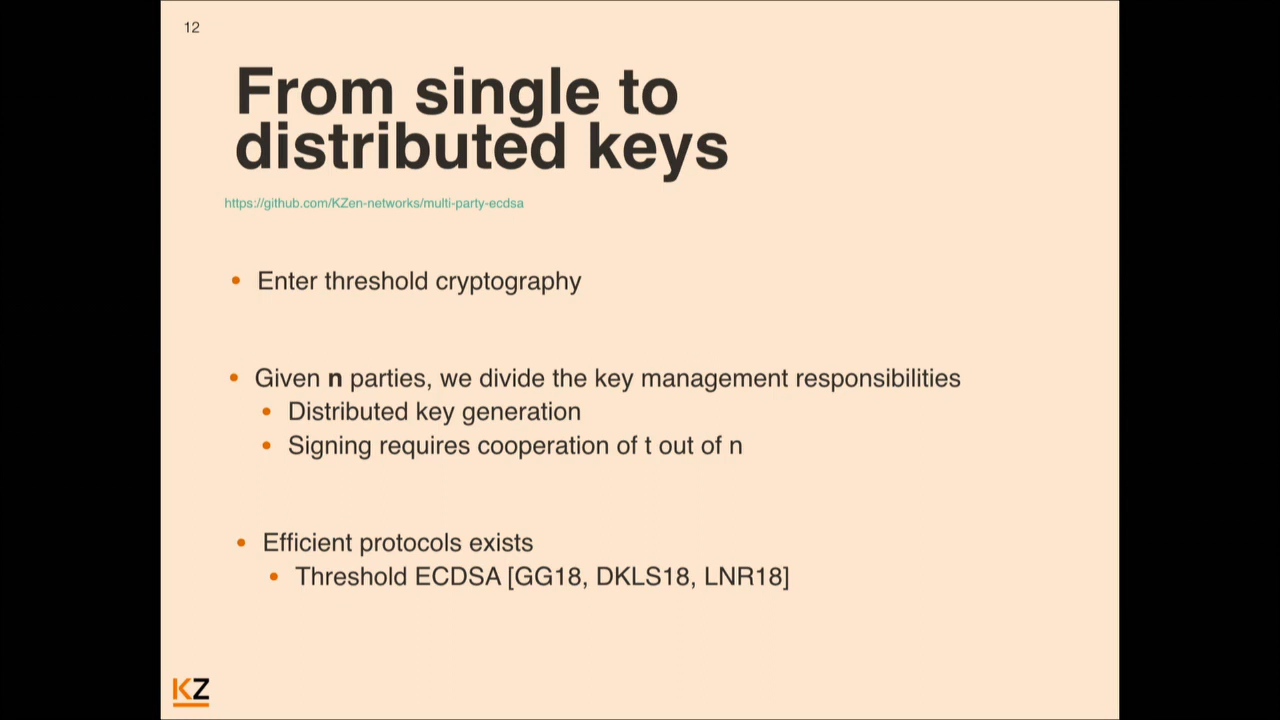 12
From single to
distributed keys
https://github.com/KZen-networks/multi-party-ecdsa
• Enter threshold cryptography
• Given n parties, we divide the key management responsibilities
• Distributed key generation
• Signing requires cooperation of t out of n
• Efficient protocols exists
• Threshold ECDSA [GG18, DKLS18, LNR18]
KZ